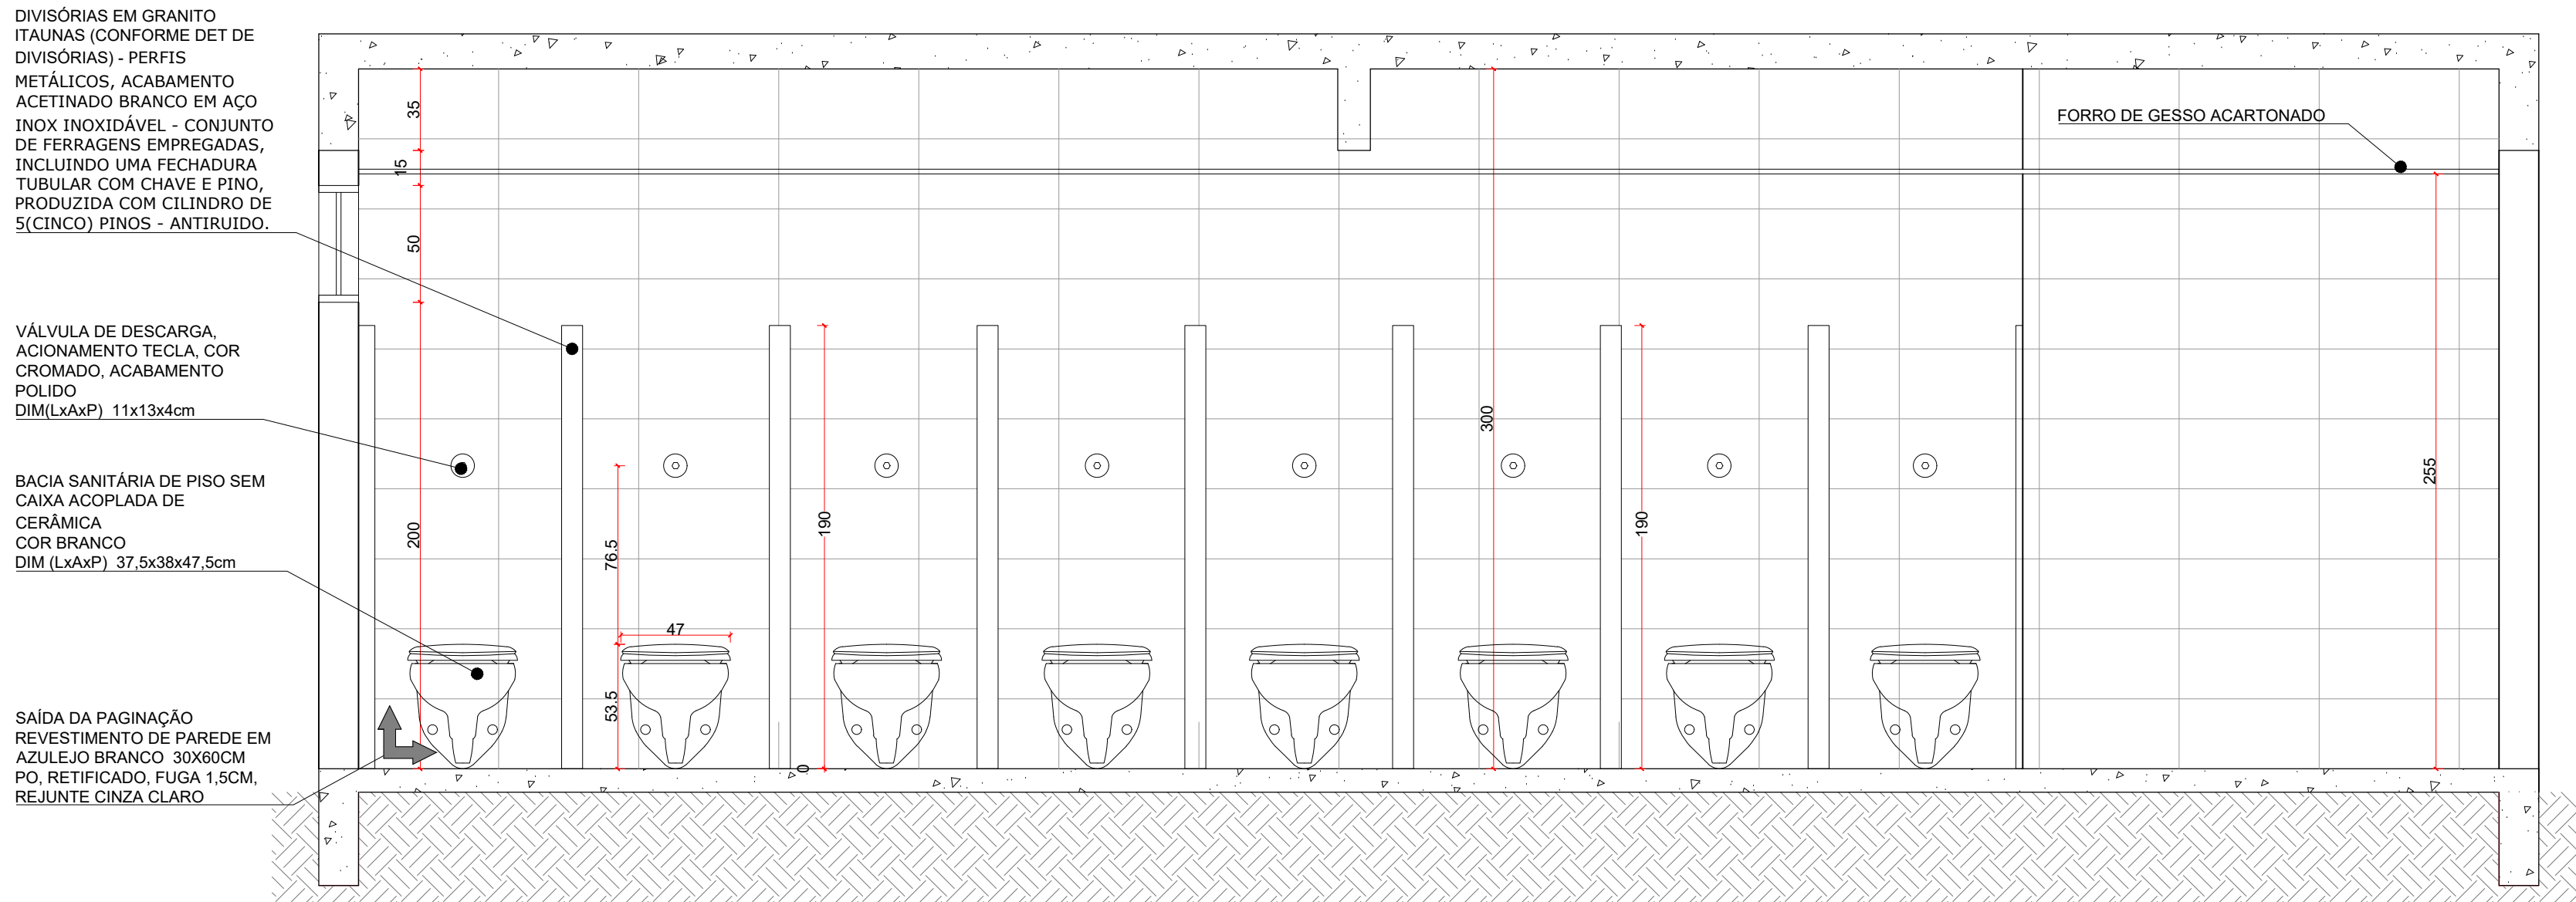 DIVISÓRIAS EM GRANITO
ITAUNAS (CONFORME DET DE
DIVISÓRIAS) - PERFIS
METÁLICOS, ACABAMENTO
ACETINADO BRANCO EM AÇO
INOX INOXIDÁVEL - CONJUNTO
DE FERRAGENS EMPREGADAS,
INCLUINDO UMA FECHADURA
TUBULAR COM CHAVE E PINO,
PRODUZIDA COM CILINDRO DE
5(CINCO) PINOS - ANTIRUIDO.
VÁLVULA DE DESCARGA,
ACIONAMENTO TECLA, COR
CROMADO, ACABAMENTO
POLIDO
DIM(LxAxP) 11x13x4cm
BACIA SANITÁRIA DE PISO SEM
CAIXA ACOPLADA DE
CERÂMICA
COR BRANCO
DIM (LxAxP) 37,5x38x47,5cm
SAÍDA DA PAGINAÇÃO
REVESTIMENTO DE PAREDE EM
AZULEJO BRANCO 30X60CM
PO, RETIFICADO, FUGA 1,5CM,
REJUNTE CINZA CLARO
35
15
50
200
76.5
47
53.5
190
0
300
190
FORRO DE GESSO ACARTONADO
255